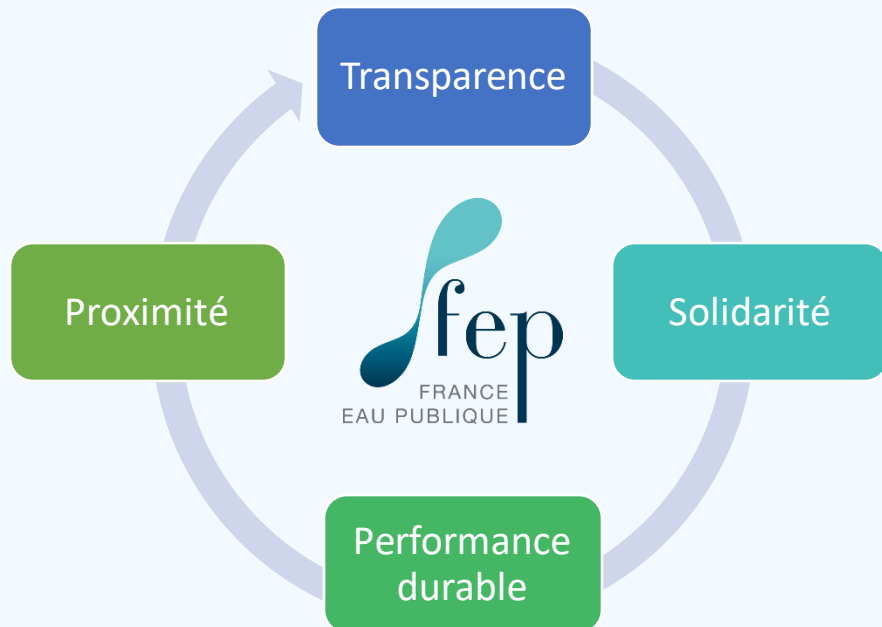 Transparence
Proximité
Solidarité
fep
FRANCE
EAU PUBLIQUE
Performance
durable